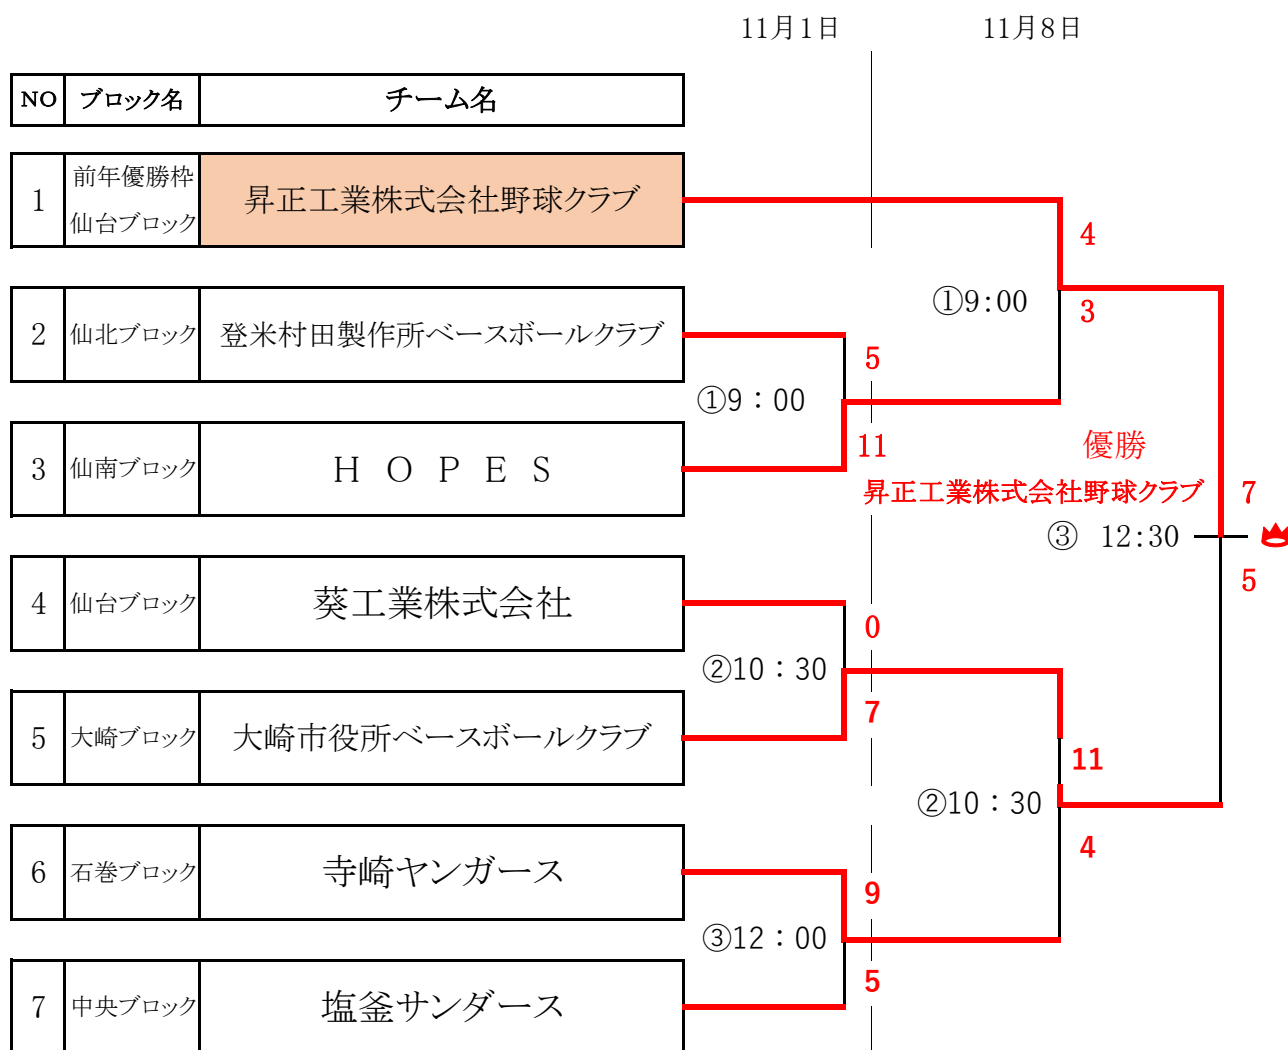 11月1日 11月8日
NO ブロック名 チーム名
1 前年優勝枠 仙台ブロック 昇正工業株式会社野球クラブ
4
①9:00
3
2 仙北ブロック 登米村田製作所ベースボールクラブ
5
①9：00
11
3 仙南ブロック ＨＯＰＥＳ
優勝
昇正工業株式会社野球クラブ
7
③ 12:30
5
4 仙台ブロック 葵工業株式会社
0
②10：30
7
5 大崎ブロック 大崎市役所ベースボールクラブ
11
②10：30
4
6 石巻ブロック 寺崎ヤンガース
9
③12：00
5
7 中央ブロック 塩釜サンダース